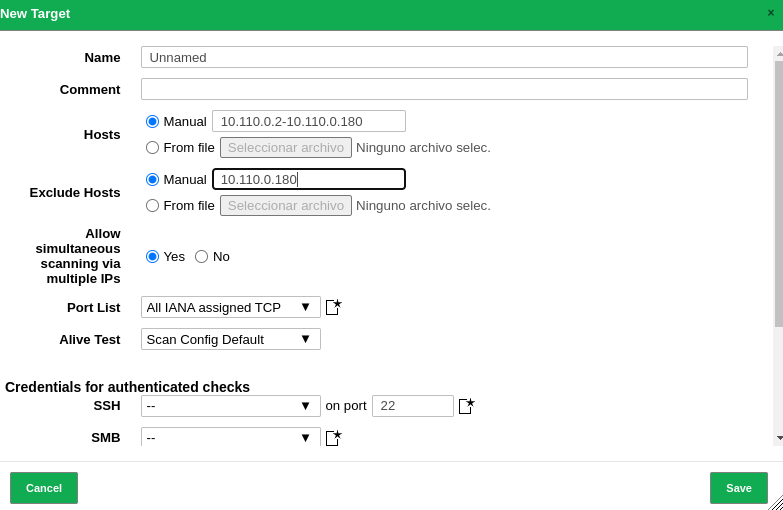 New Target ×
Name Unnamed
Comment
Hosts
Manual 10.110.0.2-10.110.0.180
From file Seleccionar archivo Ninguno archivo selec.
Exclude Hosts
Manual 10.110.0.180
From file Seleccionar archivo Ninguno archivo selec.
Allow
simultaneous
scanning via
multiple IPs
Yes No
Port List All IANA assigned TCP ▼
Alive Test Scan Config Default ▼
Credentials for authenticated checks
SSH -- ▼ on port 22
SMB -- ▼
Cancel Save